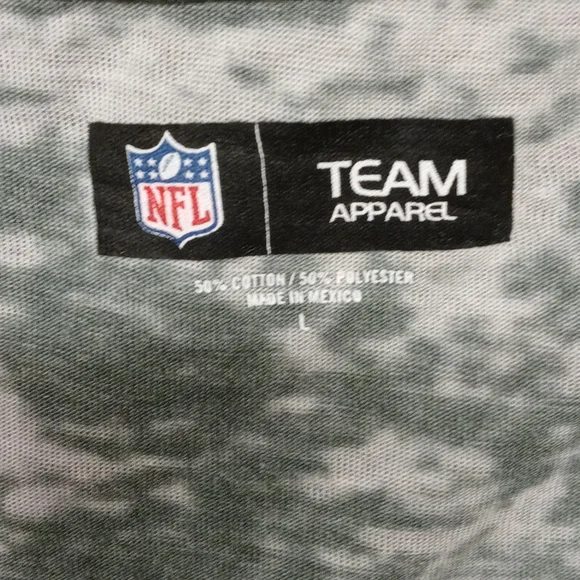 NFL
TEAM
APPAREL
50% COTTON / 50% POLYESTER
MADE IN MEXICO
L